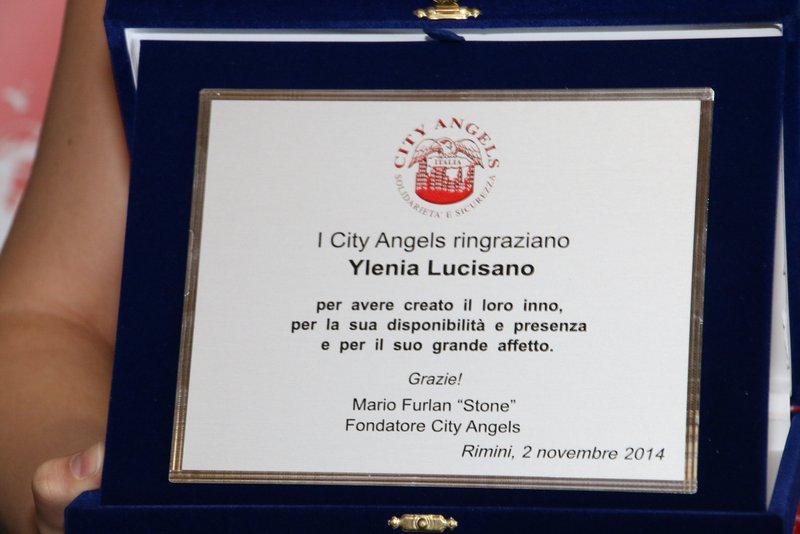 CITY ANGELS
ITALIA
SOLIDARIETA' E SICUREZZA
I City Angels ringraziano
Ylenia Lucisano
per avere creato il loro inno,
per la sua disponibilità e presenza
e per il suo grande affetto.
Grazie!
Mario Furlan “Stone”
Fondatore City Angels
Rimini, 2 novembre 2014